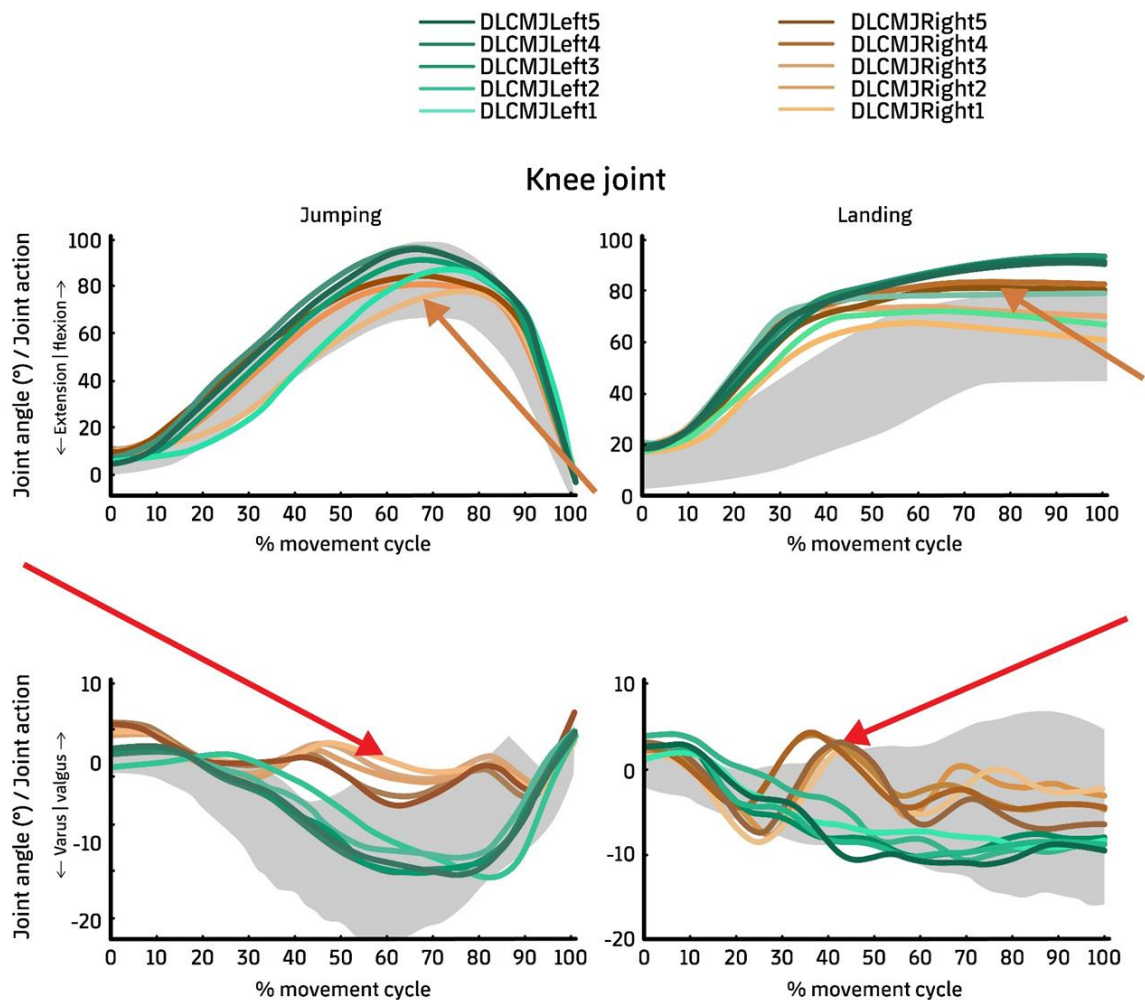 DLCMJLeft5 DLCMJRight5
DLCMJLeft4 DLCMJRight4
DLCMJLeft3 DLCMJRight3
DLCMJLeft2 DLCMJRight2
DLCMJLeft1 DLCMJRight1
Knee joint
Jumping
Joint angle (°) / Joint action
← Extension | flexion →
100
80
60
40
20
0
0 10 20 30 40 50 60 70 80 90 100
% movement cycle
Landing
100
80
60
40
20
0
0 10 20 30 40 50 60 70 80 90 100
% movement cycle
Joint angle (°) / Joint action
← Varus | valgus →
10
0
-10
-20
0 10 20 30 40 50 60 70 80 90 100
% movement cycle
10
0
-10
-20
0 10 20 30 40 50 60 70 80 90 100
% movement cycle